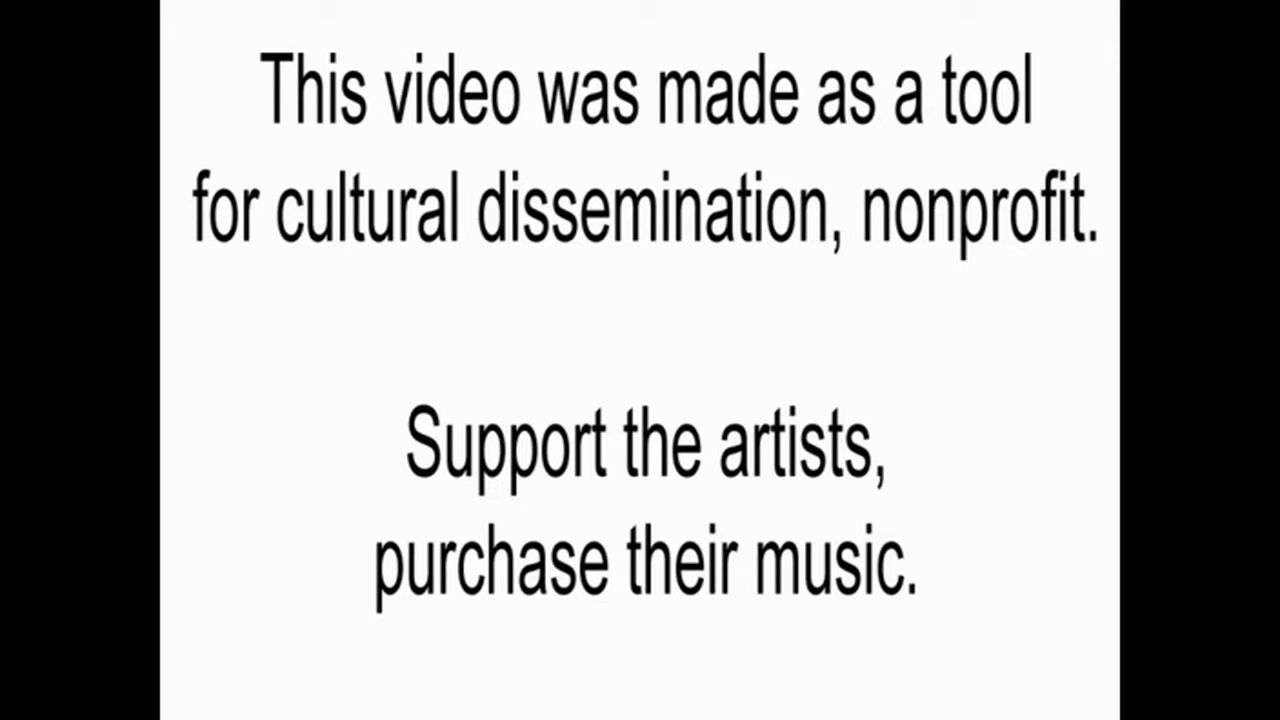 This video was made as a tool
for cultural dissemination, nonprofit.
Support the artists,
purchase their music.